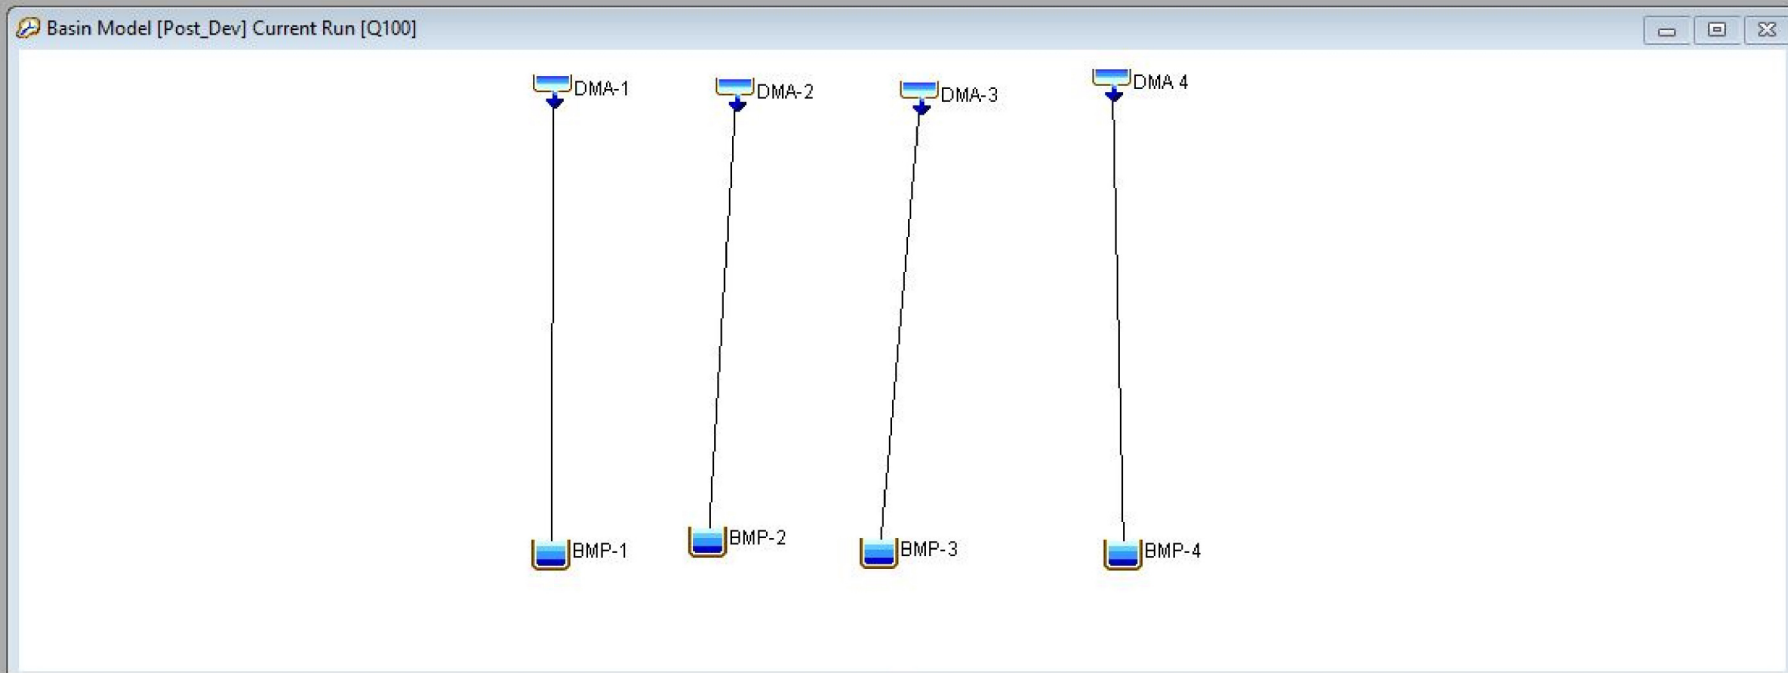 Basin Model [Post_Dev] Current Run [Q100]
DMA-1
DMA-2
DMA-3
DMA 4
BMP-1
BMP-2
BMP-3
BMP-4